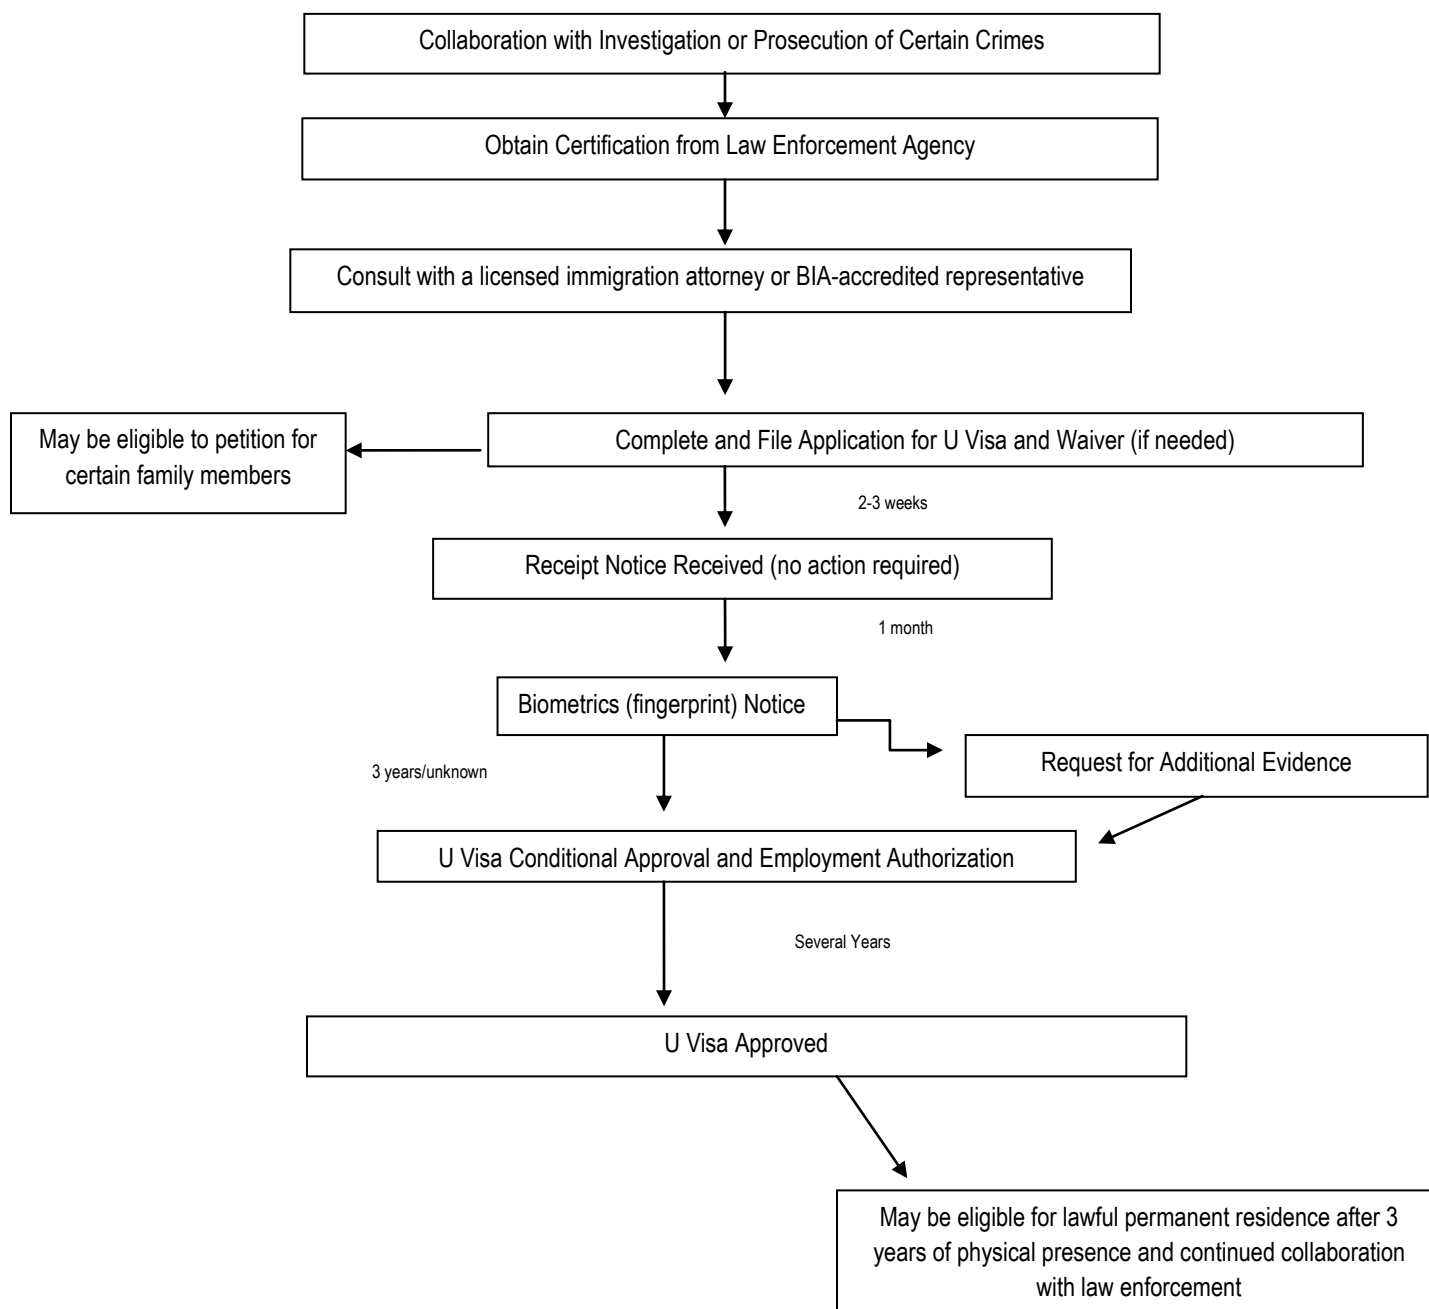 Collaboration with Investigation or Prosecution of Certain Crimes
Obtain Certification from Law Enforcement Agency
Consult with a licensed immigration attorney or BIA-accredited representative
May be eligible to petition for
certain family members
Complete and File Application for U Visa and Waiver (if needed)
2-3 weeks
Receipt Notice Received (no action required)
1 month
Biometrics (fingerprint) Notice
Request for Additional Evidence
3 years/unknown
U Visa Conditional Approval and Employment Authorization
Several Years
U Visa Approved
May be eligible for lawful permanent residence after 3
years of physical presence and continued collaboration
with law enforcement